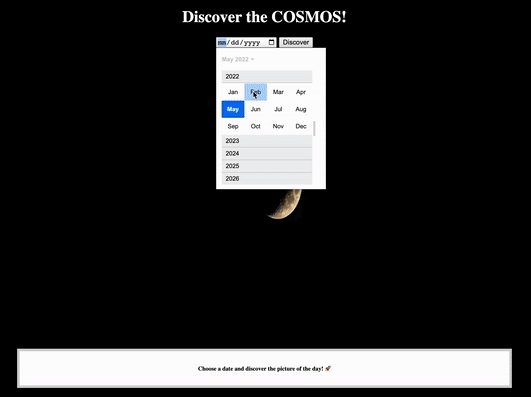 Discover the COSMOS!
mm/dd/yyyy Discover
May 2022
2022
Jan Feb Mar Apr
May Jun Jul Aug
Sep Oct Nov Dec
2023
2024
2025
2026
Choose a date and discover the picture of the day! 🚀